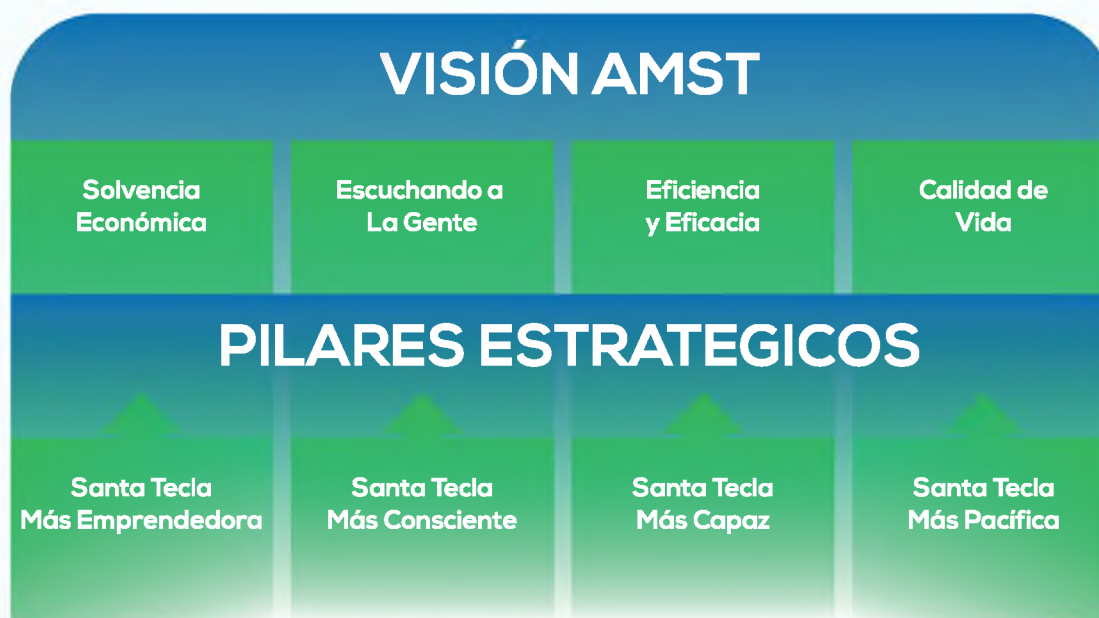 VISIÓN AMST
Solvencia
Económica
Escuchando a
La Gente
Eficiencia
y Eficacia
Calidad de
Vida
PILARES ESTRATEGICOS
Santa Tecla
Más Emprendedora
Santa Tecla
Más Consciente
Santa Tecla
Más Capaz
Santa Tecla
Más Pacífica